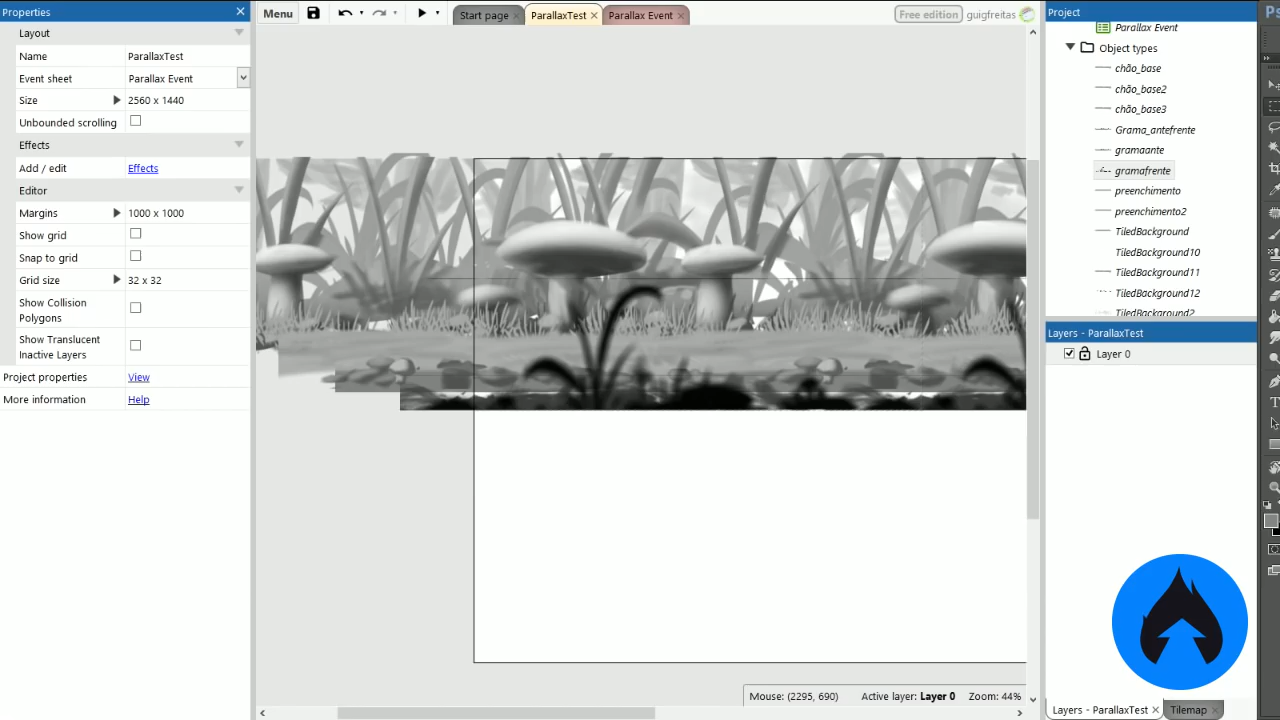 Properties
Layout
Name ParallaxTest
Event sheet Parallax Event
Size 2560 x 1440
Unbounded scrolling
Effects
Add / edit Effects
Editor
Margins 1000 x 1000
Show grid
Snap to grid
Grid size 32 x 32
Show Collision
Polygons
Show Translucent
Inactive Layers
Project properties View
More information Help
Menu
Start page
ParallaxTest
Parallax Event
Free edition
guigfreitas
Mouse: (2295, 690) Active layer: Layer 0 Zoom: 44%
Project
Parallax Event
Object types
chão_base
chão_base2
chão_base3
Grama_antefrente
gramaante
gramafrente
preenchimento
preenchimento2
TiledBackground
TiledBackground10
TiledBackground11
TiledBackground12
TiledBackground2
Layers - ParallaxTest
Layer 0
Layers - ParallaxTest
Tilemap
Ps